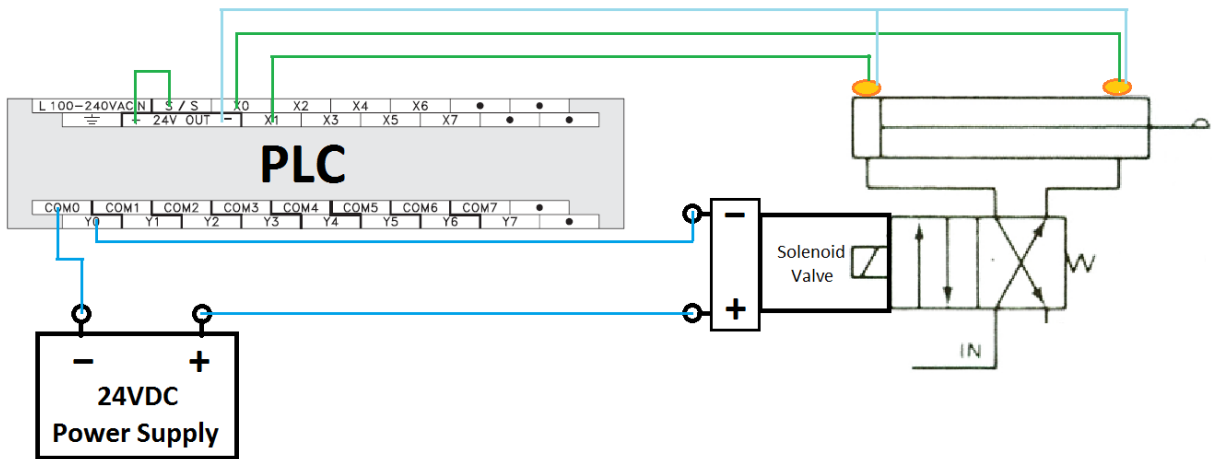 L 100-240VAC N S / S X0 X2 X4 X6 • •
+ 24V OUT - X1 X3 X5 X7 • •
PLC
COM0 COM1 COM2 COM3 COM4 COM5 COM6 COM7 •
Y0 Y1 Y2 Y3 Y4 Y5 Y6 Y7 •
−
Solenoid
Valve
+
IN
− +
24VDC
Power Supply